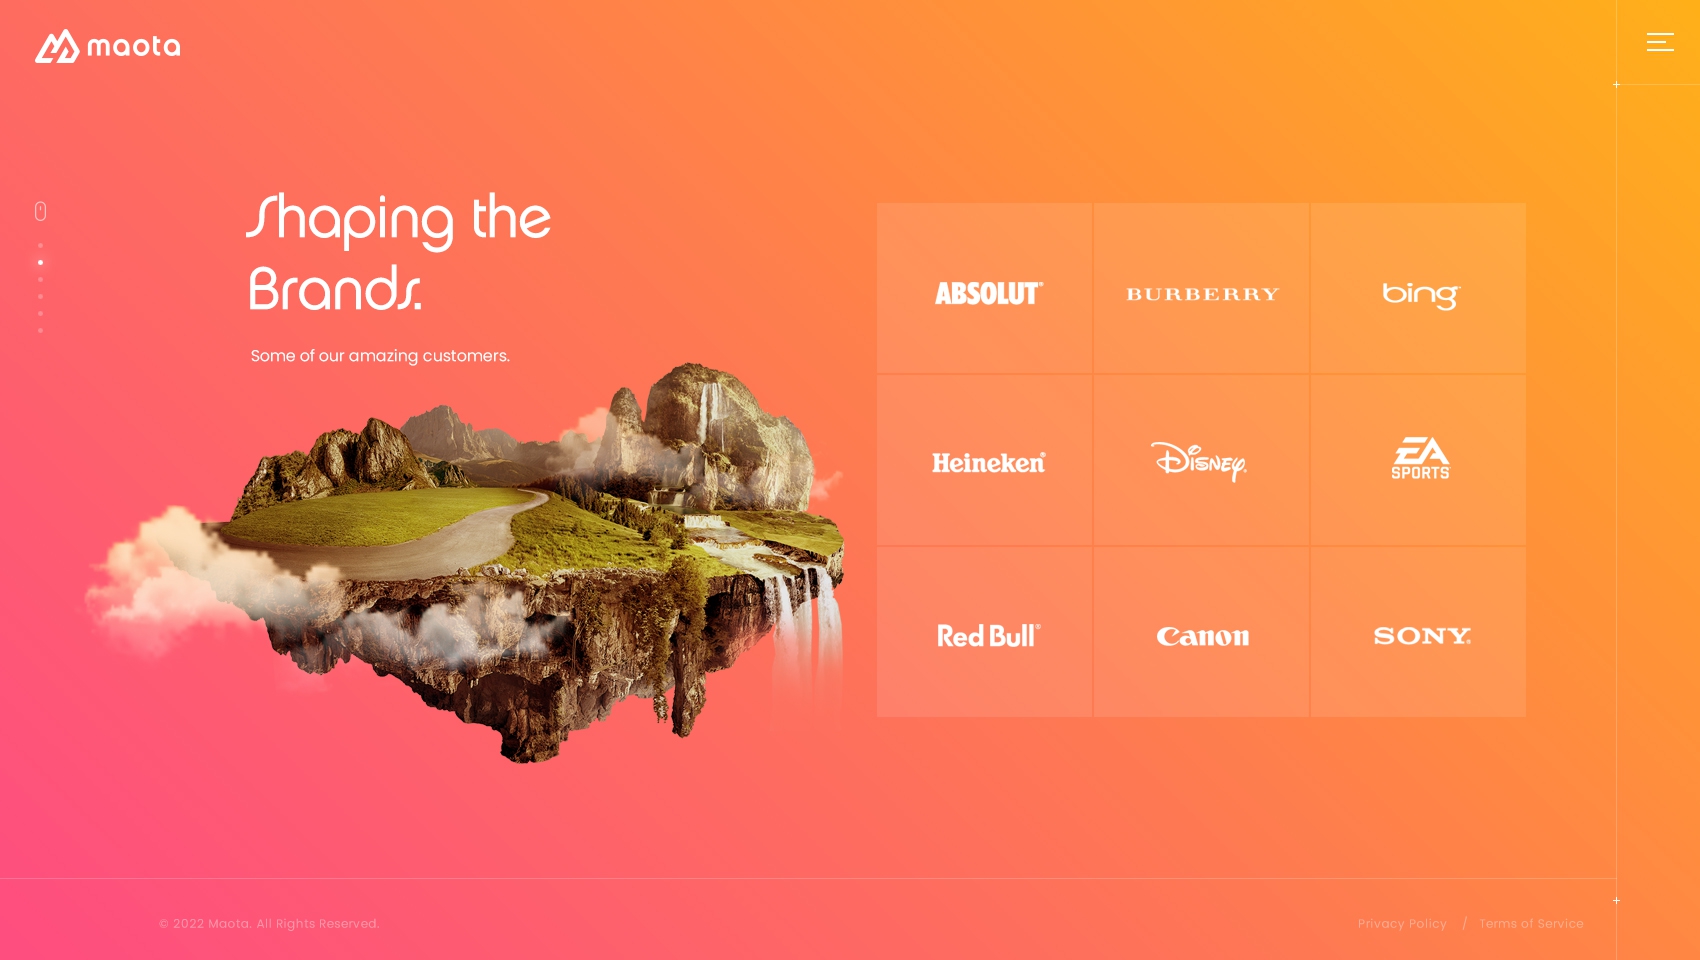 maota
Shaping the
Brands.
Some of our amazing customers.
ABSOLUT®
BURBERRY
bing™
Heineken®
Disney.
EA
SPORTS
Red Bull®
Canon
SONY®
© 2022 Maota. All Rights Reserved.
Privacy Policy / Terms of Service